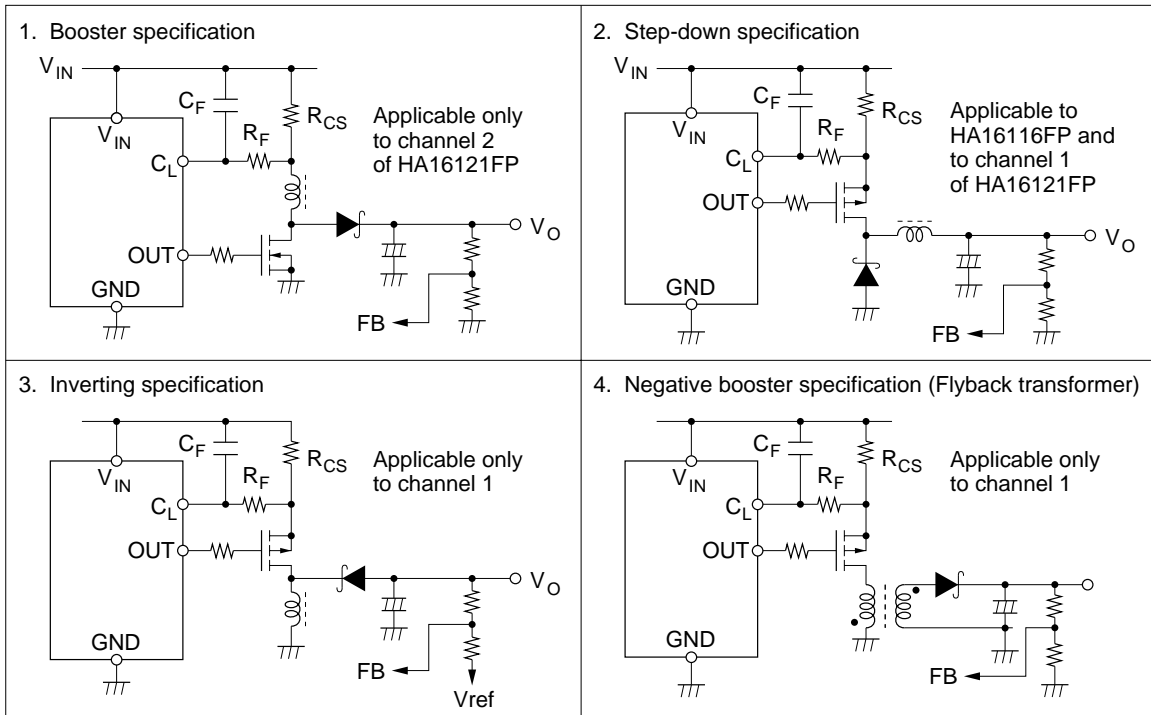 1. Booster specification
V_IN
V_IN
C_F
R_CS
R_F
C_L
Applicable only
to channel 2
of HA16121FP
V_O
OUT
GND
FB
2. Step-down specification
V_IN
V_IN
C_F
R_CS
R_F
C_L
Applicable to
HA16116FP and
to channel 1
of HA16121FP
OUT
V_O
GND
FB
3. Inverting specification
V_IN
C_F
R_CS
R_F
C_L
Applicable only
to channel 1
OUT
V_O
GND
FB
Vref
4. Negative booster specification (Flyback transformer)
V_IN
C_F
R_CS
R_F
C_L
Applicable only
to channel 1
OUT
GND
FB